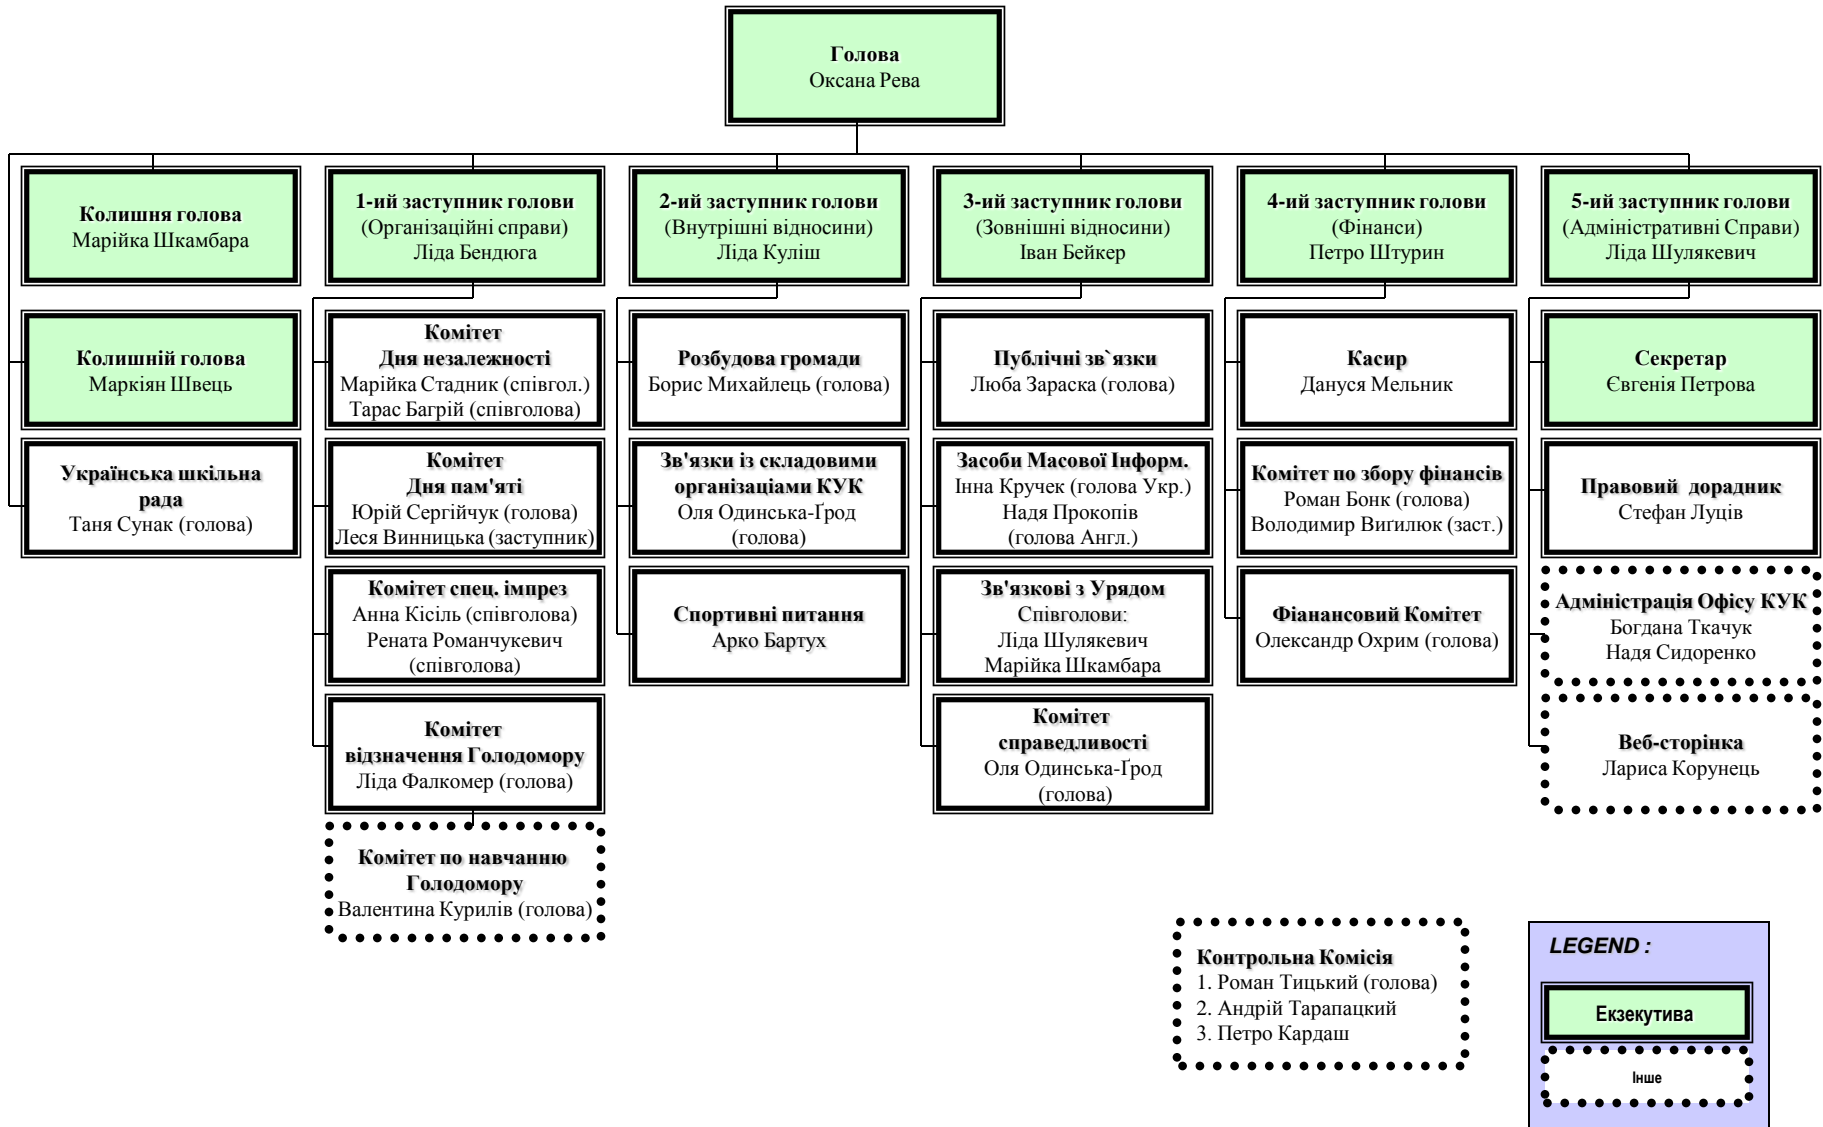 Голова
Оксана Рева
Колишня голова
Марійка Шкамбара
1-ий заступник голови
(Організаційні справи)
Ліда Бендюга
2-ий заступник голови
(Внутрішні відносини)
Ліда Куліш
3-ий заступник голови
(Зовнішні відносини)
Іван Бейкер
4-ий заступник голови
(Фінанси)
Петро Штурин
5-ий заступник голови
(Адміністративні Справи)
Ліда Шулякевич
Колишній голова
Маркіян Швець
Комітет
Дня незалежності
Марійка Стадник (співгол.)
Тарас Багрій (співголова)
Розбудова громади
Борис Михайлець (голова)
Публічні зв`язки
Люба Зараска (голова)
Касир
Дануся Мельник
Секретар
Євгенія Петрова
Українська шкільна
рада
Таня Сунак (голова)
Комітет
Дня пам'яті
Юрій Сергійчук (голова)
Леся Винницька (заступник)
Зв'язки із складовими
організаціами КУК
Оля Одинська-Ґрод
(голова)
Засоби Масової Інформ.
Інна Кручек (голова Укр.)
Надя Прокопів
(голова Англ.)
Комітет по збору фінансів
Роман Бонк (голова)
Володимир Виґилюк (заст.)
Правовий дорадник
Стефан Луців
Комітет спец. імпрез
Анна Кісіль (співголова)
Рената Романчукевич
(співголова)
Спортивні питання
Арко Бартух
Зв'язкові з Урядом
Співголови:
Ліда Шулякевич
Марійка Шкамбара
Фіанансовий Комітет
Олександр Охрим (голова)
Адміністрація Офісу КУК
Богдана Ткачук
Надя Сидоренко
Комітет
відзначення Голодомору
Ліда Фалкомер (голова)
Комітет
справедливості
Оля Одинська-Ґрод
(голова)
Веб-сторінка
Лариса Корунець
Комітет по навчанню
Голодомору
Валентина Курилів (голова)
Контрольна Комісія
1. Роман Тицький (голова)
2. Андрій Тарапацкий
3. Петро Кардаш
LEGEND :
Екзекутива
Інше